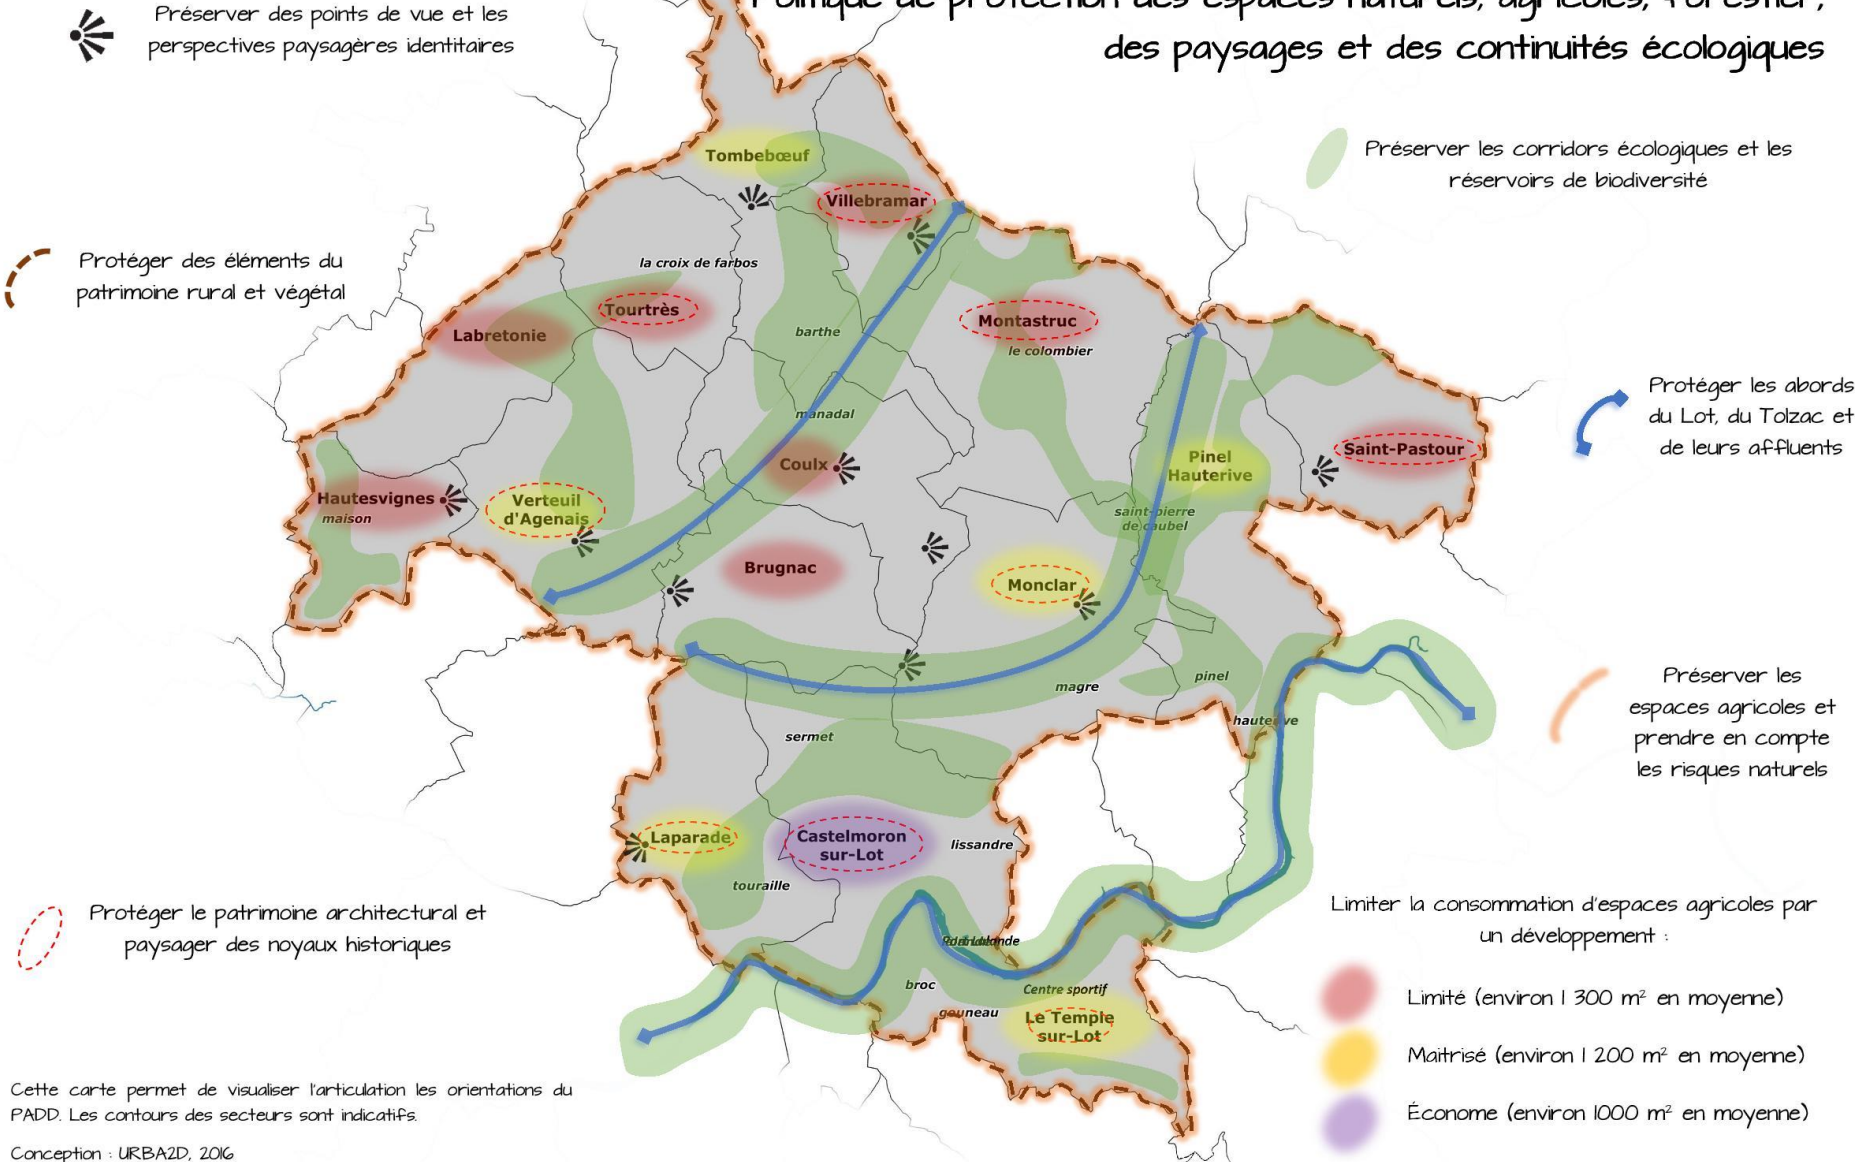 Politique de protection des espaces naturels, agricoles, forestier,
des paysages et des continuités écologiques
Préserver des points de vue et les
perspectives paysagères identitaires
Préserver les corridors écologiques et les
réservoirs de biodiversité
Protéger des éléments du
patrimoine rural et végétal
Protéger les abords
du Lot, du Tolzac et
de leurs affluents
Préserver les
espaces agricoles et
prendre en compte
les risques naturels
Protéger le patrimoine architectural et
paysager des noyaux historiques
Limiter la consommation d'espaces agricoles par
un développement :
Limité (environ 1 300 m² en moyenne)
Maitrisé (environ 1 200 m² en moyenne)
Économe (environ 1000 m² en moyenne)
Tombebœuf
Villebramar
la croix de farbos
Tourtrès
Labretonie
barthe
Montastruc
le colombier
manadal
Coulx
Pinel
Hauterive
Saint-Pastour
Hautesvignes
maison
Verteuil
d'Agenais
saint-pierre
de caubel
Brugnac
Monclar
magre
pinel
hauterive
sermet
Laparade
Castelmoron
sur-Lot
lissandre
touraille
broc
gouneau
Centre sportif
Le Temple
sur-Lot
Cette carte permet de visualiser l'articulation les orientations du
PADD. Les contours des secteurs sont indicatifs.
Conception : URBA2D, 2016